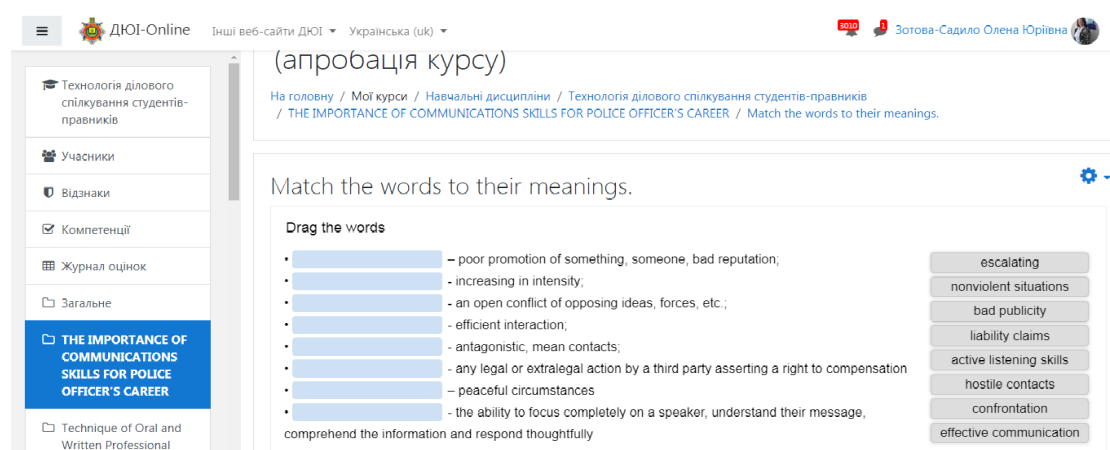 ДЮІ-Online Інші веб-сайти ДЮІ Українська (uk) 3010 1 Зотова-Садило Олена Юріївна
(апробація курсу)
На головну / Мої курси / Навчальні дисципліни / Технологія ділового спілкування студентів-правників
/ THE IMPORTANCE OF COMMUNICATIONS SKILLS FOR POLICE OFFICER'S CAREER / Match the words to their meanings.
Технологія ділового
спілкування студентів-
правників
Учасники
Відзнаки
Компетенції
Журнал оцінок
Загальне
THE IMPORTANCE OF
COMMUNICATIONS
SKILLS FOR POLICE
OFFICER'S CAREER
Technique of Oral and
Written Professional
Match the words to their meanings.
Drag the words
• – poor promotion of something, someone, bad reputation;
• - increasing in intensity;
• - an open conflict of opposing ideas, forces, etc.;
• - efficient interaction;
• - antagonistic, mean contacts;
• - any legal or extralegal action by a third party asserting a right to compensation
• – peaceful circumstances
• - the ability to focus completely on a speaker, understand their message,
comprehend the information and respond thoughtfully
escalating
nonviolent situations
bad publicity
liability claims
active listening skills
hostile contacts
confrontation
effective communication